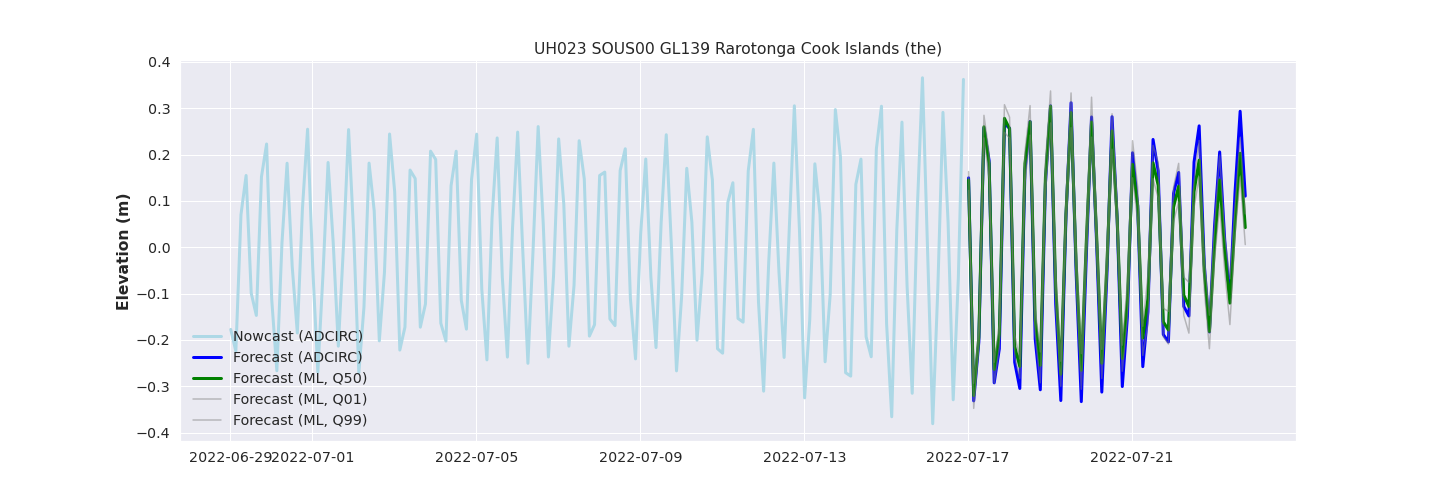 UH023 SOUS00 GL139 Rarotonga Cook Islands (the)
0.4
0.3
0.2
0.1
0.0
−0.1
−0.2
−0.3
−0.4
Elevation (m)
Nowcast (ADCIRC)
Forecast (ADCIRC)
Forecast (ML, Q50)
Forecast (ML, Q01)
Forecast (ML, Q99)
2022-06-29 2022-07-01 2022-07-05 2022-07-09 2022-07-13 2022-07-17 2022-07-21